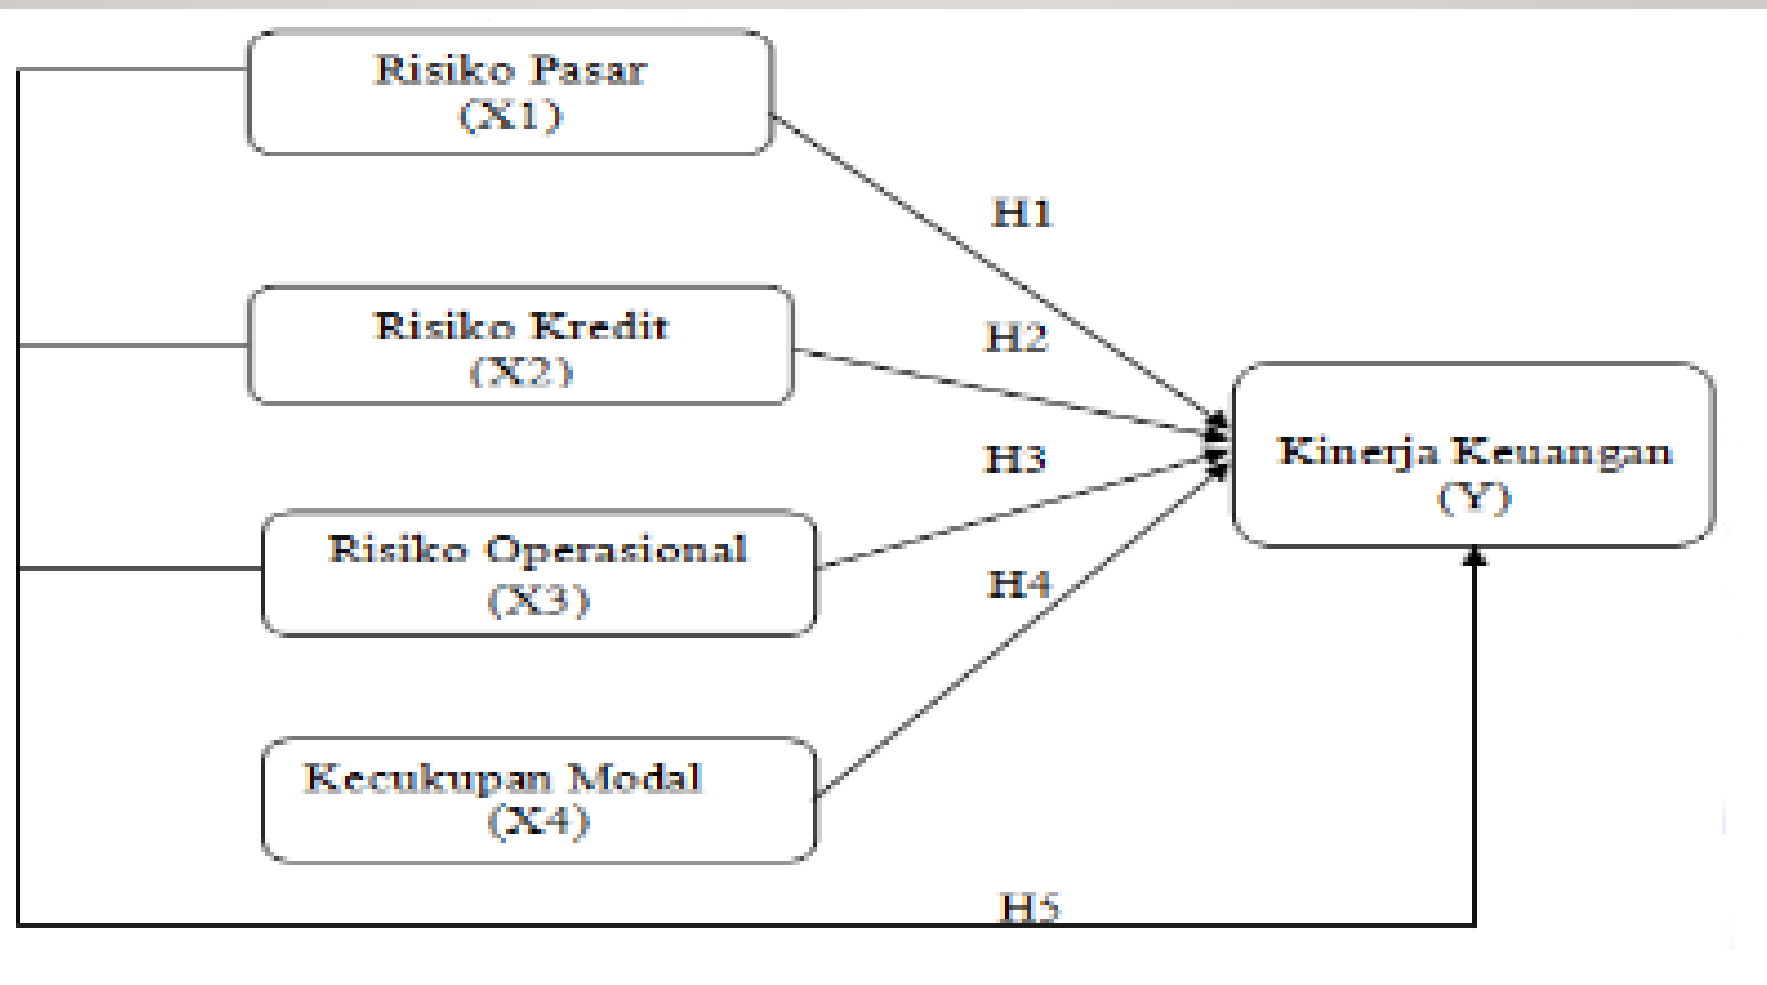 Risiko Pasar
(X1)
H1
Risiko Kredit
(X2)
H2
Kinerja Keuangan
(Y)
H3
Risiko Operasional
(X3)
H4
Kecukupan Modal
(X4)
H5